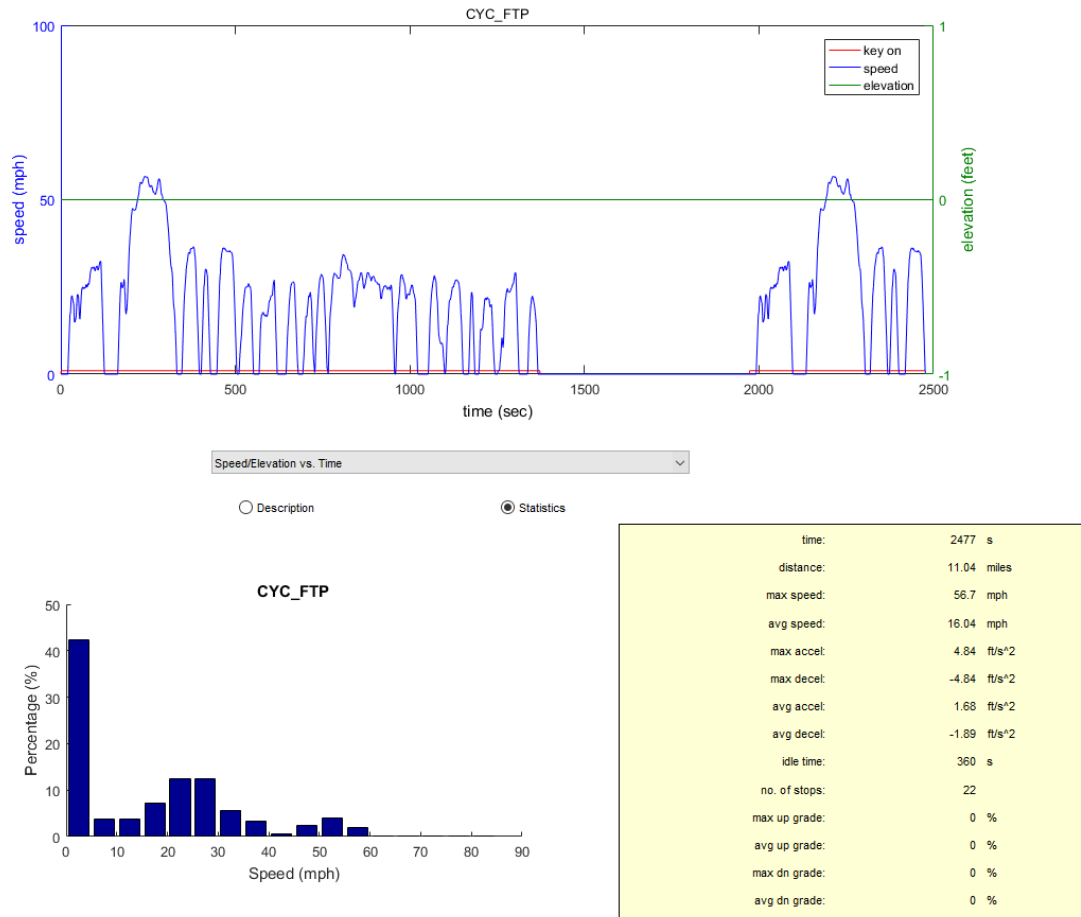 CYC_FTP
100
50
0
speed (mph)
key on
speed
elevation
1
0
-1
elevation (feet)
0 500 1000 1500 2000 2500
time (sec)
Speed/Elevation vs. Time
Description Statistics
CYC_FTP
50
40
30
20
10
0
Percentage (%)
0 10 20 30 40 50 60 70 80 90
Speed (mph)
time: 2477 s
distance: 11.04 miles
max speed: 56.7 mph
avg speed: 16.04 mph
max accel: 4.84 ft/s^2
max decel: -4.84 ft/s^2
avg accel: 1.68 ft/s^2
avg decel: -1.89 ft/s^2
idle time: 360 s
no. of stops: 22
max up grade: 0 %
avg up grade: 0 %
max dn grade: 0 %
avg dn grade: 0 %